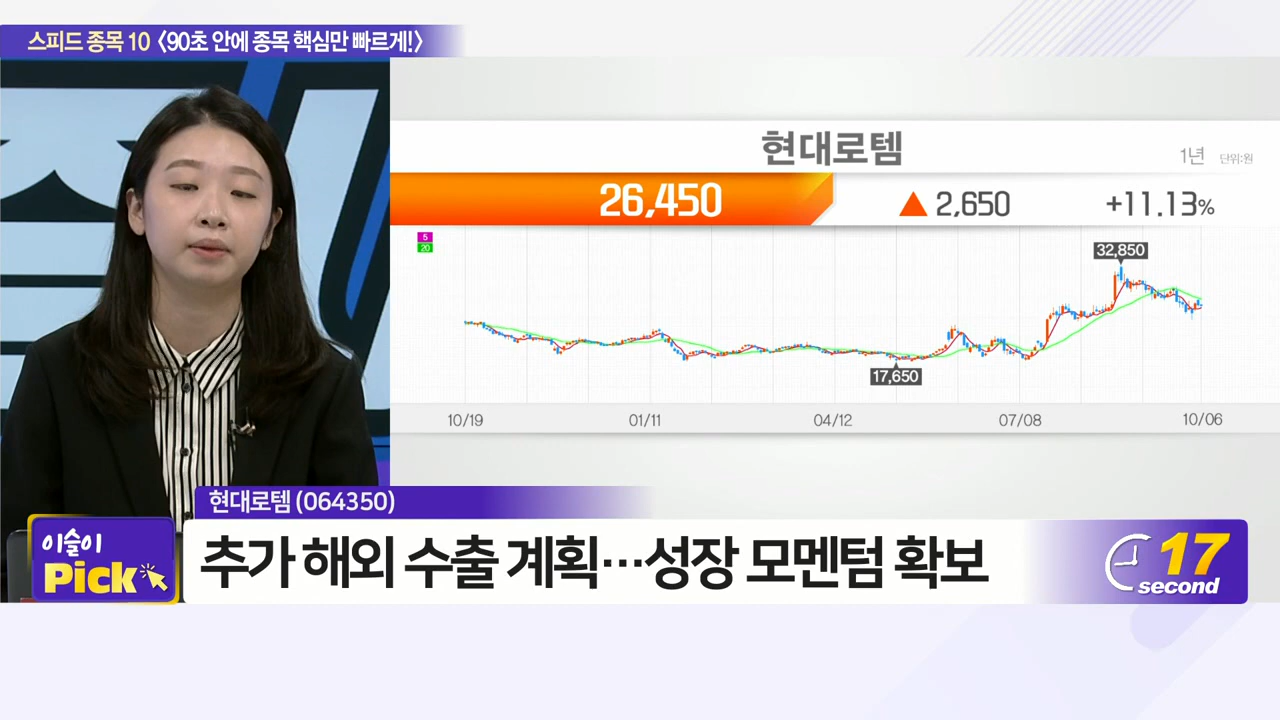 스피드 종목 10 〈90초 안에 종목 핵심만 빠르게!〉
현대로템
1년 단위:원
26,450 ▲ 2,650 +11.13%
5
20
32,850
17,650
10/19 01/11 04/12 07/08 10/06
현대로템 (064350)
이슬이
Pick
추가 해외 수출 계획…성장 모멘텀 확보
17
second